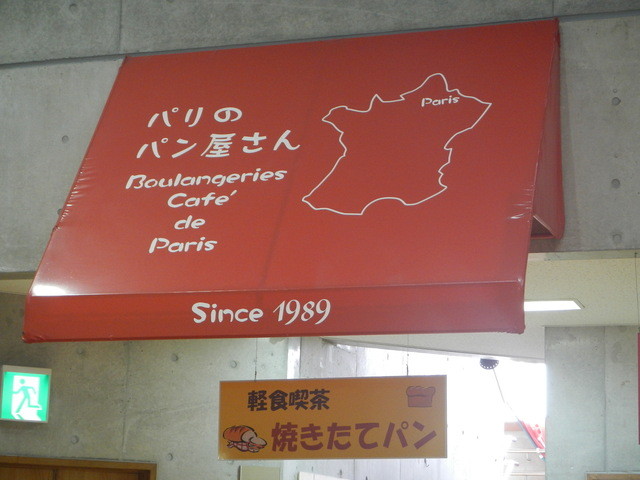 パリの
パン屋さん
Boulangeries
Café
de
Paris
Paris
Since 1989
軽食喫茶
焼きたてパン